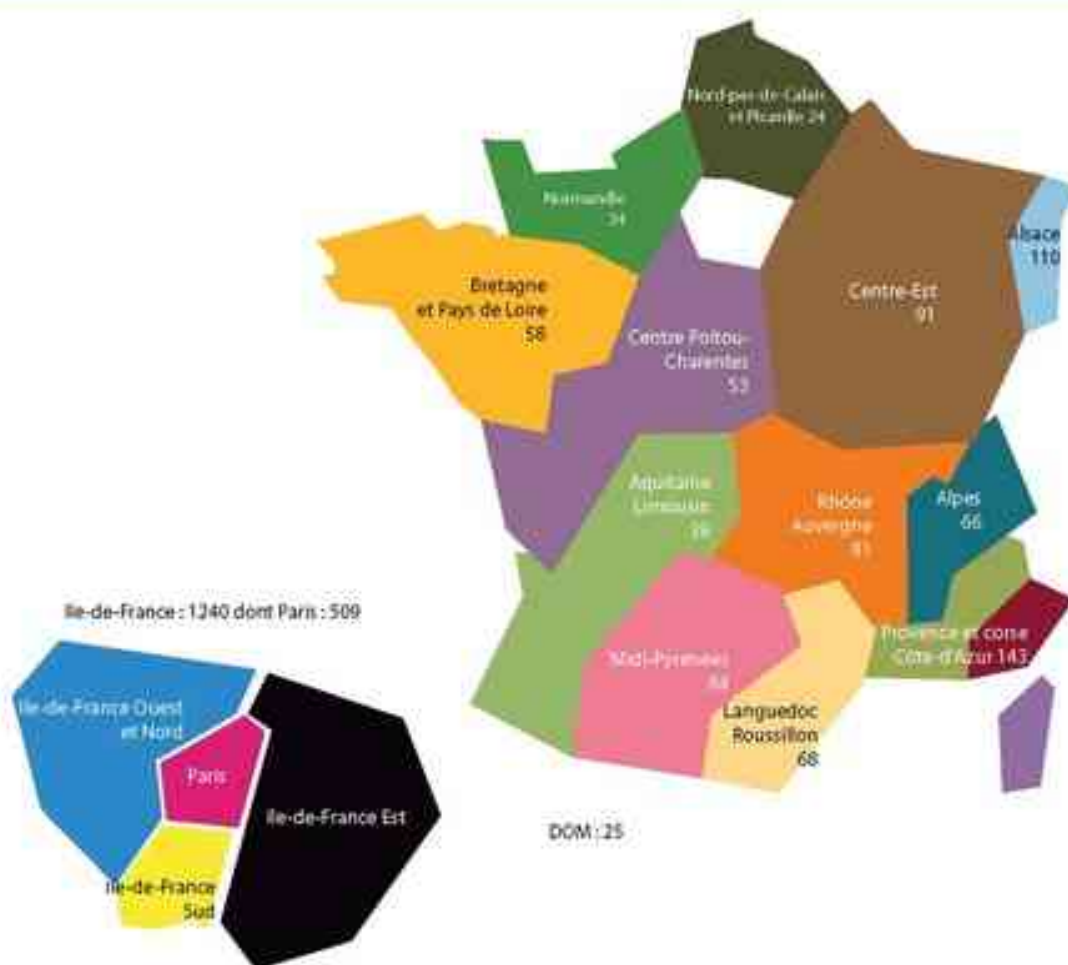 Nord-pas-de-Calais
et Picardie 24
Normandie
24
Alsace
110
Bretagne
et Pays de Loire
58
Centre-Est
91
Centre Poitou-
Charentes
53
Aquitaine
Limousin
Rhône
Auvergne
81
Alpes
66
Ile-de-France : 1240 dont Paris : 509
Provence et corse
Côte-d'Azur 143
Midi-Pyrénées
Languedoc
Roussillon
68
Ile-de-France Ouest
et Nord
Paris
Ile-de-France Est
Ile-de-France
Sud
DOM : 25